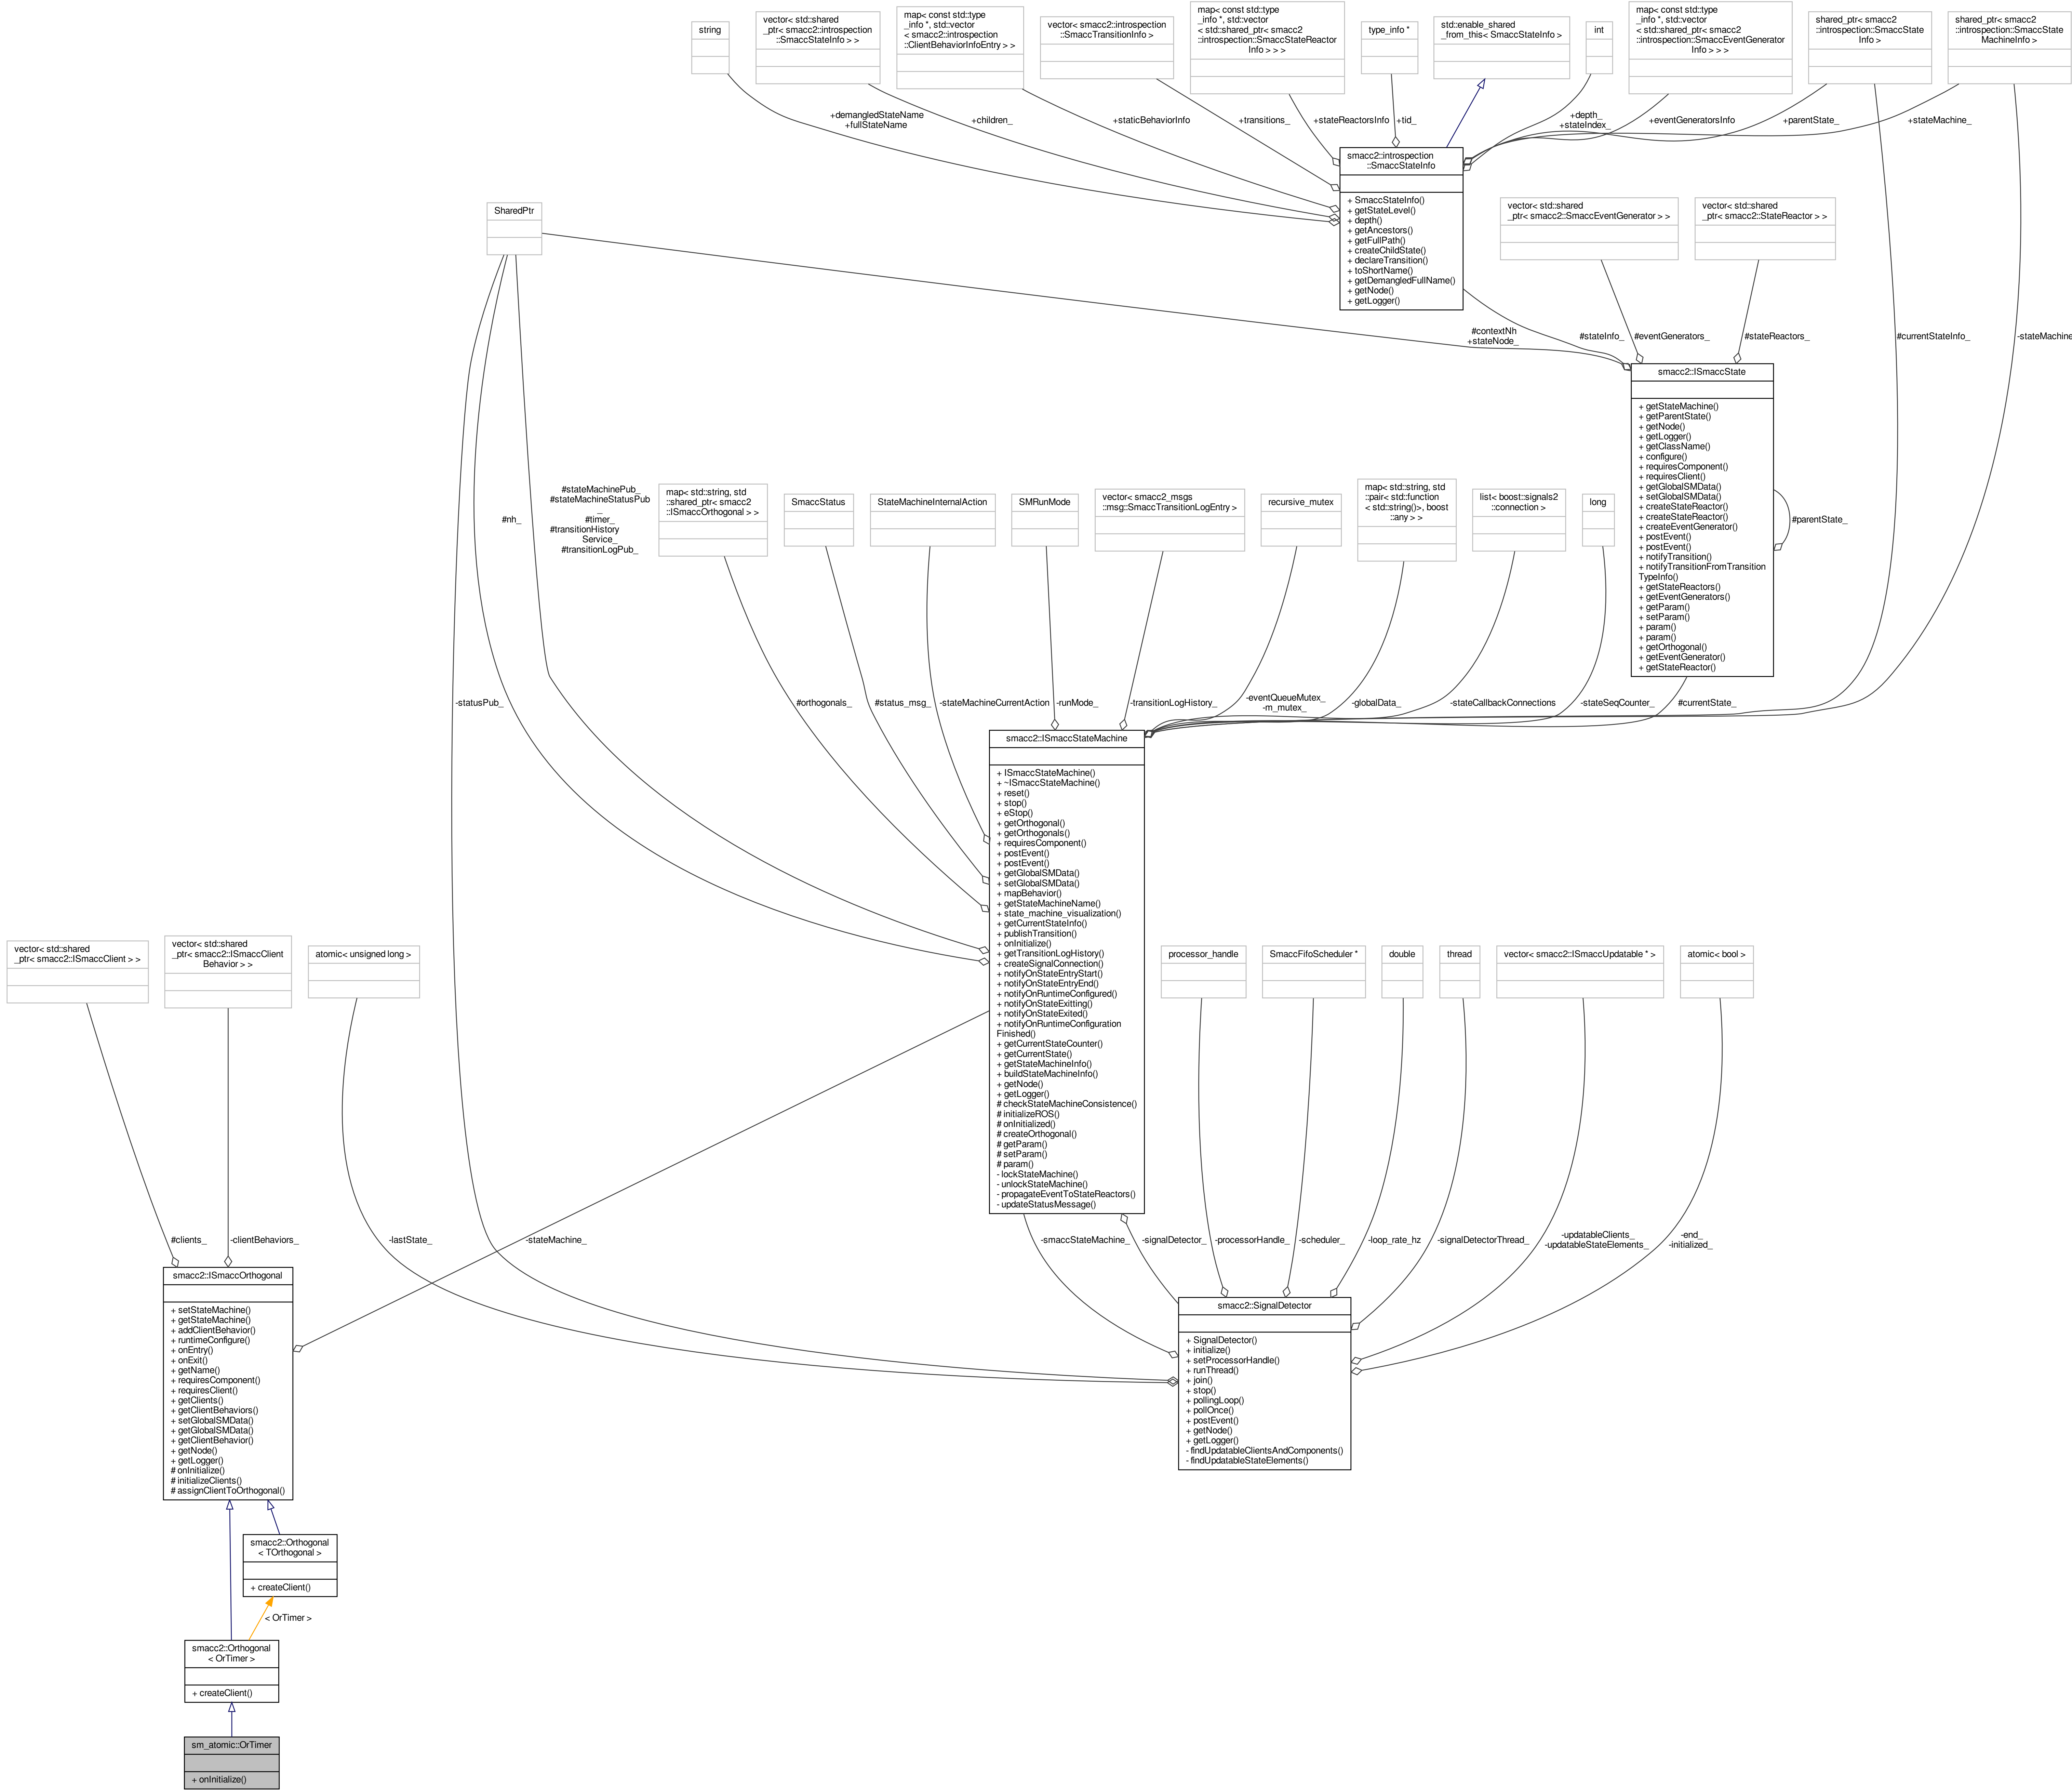 string
vector< std::shared
_ptr< smacc2::introspection
::SmaccStateInfo > >
map< const std::type
_info *, std::vector
< smacc2::introspection
::ClientBehaviorInfoEntry > >
vector< smacc2::introspection
::SmaccTransitionInfo >
map< const std::type
_info *, std::vector
< std::shared_ptr< smacc2
::introspection::SmaccStateReactor
Info > > >
type_info *
std::enable_shared
_from_this< SmaccStateInfo >
int
map< const std::type
_info *, std::vector
< std::shared_ptr< smacc2
::introspection::SmaccEventGenerator
Info > > >
shared_ptr< smacc2
::introspection::SmaccState
Info >
shared_ptr< smacc2
::introspection::SmaccState
MachineInfo >
+demangledStateName
+fullStateName
+children_
+staticBehaviorInfo
+transitions_
+stateReactorsInfo
+tid_
+depth_
+stateIndex_
+eventGeneratorsInfo
+parentState_
+stateMachine_
smacc2::introspection
::SmaccStateInfo
+ SmaccStateInfo()
+ getStateLevel()
+ depth()
+ getAncestors()
+ getFullPath()
+ createChildState()
+ declareTransition()
+ toShortName()
+ getDemangledFullName()
+ getNode()
+ getLogger()
SharedPtr
vector< std::shared
_ptr< smacc2::SmaccEventGenerator > >
vector< std::shared
_ptr< smacc2::StateReactor > >
#contextNh
+stateNode_
#stateInfo_
#eventGenerators_
#stateReactors_
#currentStateInfo_
-stateMachine
smacc2::ISmaccState
+ getStateMachine()
+ getParentState()
+ getNode()
+ getLogger()
+ getClassName()
+ configure()
+ requiresComponent()
+ requiresClient()
+ getGlobalSMData()
+ setGlobalSMData()
+ createStateReactor()
+ createStateReactor()
+ createEventGenerator()
+ postEvent()
+ postEvent()
+ notifyTransition()
+ notifyTransitionFromTransition
TypeInfo()
+ getStateReactors()
+ getEventGenerators()
+ getParam()
+ setParam()
+ param()
+ param()
+ getOrthogonal()
+ getEventGenerator()
+ getStateReactor()
#parentState_
#nh_
#stateMachinePub_
#stateMachineStatusPub
_
#timer_
#transitionHistory
Service_
#transitionLogPub_
map< std::string, std
::shared_ptr< smacc2
::ISmaccOrthogonal > >
SmaccStatus
StateMachineInternalAction
SMRunMode
vector< smacc2_msgs
::msg::SmaccTransitionLogEntry >
recursive_mutex
map< std::string, std
::pair< std::function
< std::string()>, boost
::any > >
list< boost::signals2
::connection >
long
-statusPub_
#orthogonals_
#status_msg_
-stateMachineCurrentAction
-runMode_
-transitionLogHistory_
-eventQueueMutex_
-m_mutex_
-globalData_
-stateCallbackConnections
-stateSeqCounter_
#currentState_
smacc2::ISmaccStateMachine
+ ISmaccStateMachine()
+ ~ISmaccStateMachine()
+ reset()
+ stop()
+ eStop()
+ getOrthogonal()
+ getOrthogonals()
+ requiresComponent()
+ postEvent()
+ postEvent()
+ getGlobalSMData()
+ setGlobalSMData()
+ mapBehavior()
+ getStateMachineName()
+ state_machine_visualization()
+ getCurrentStateInfo()
+ publishTransition()
+ onInitialize()
+ getTransitionLogHistory()
+ createSignalConnection()
+ notifyOnStateEntryStart()
+ notifyOnStateEntryEnd()
+ notifyOnRuntimeConfigured()
+ notifyOnStateExitting()
+ notifyOnStateExited()
+ notifyOnRuntimeConfiguration
Finished()
+ getCurrentStateCounter()
+ getCurrentState()
+ getStateMachineInfo()
+ buildStateMachineInfo()
+ getNode()
+ getLogger()
# checkStateMachineConsistence()
# initializeROS()
# onInitialized()
# createOrthogonal()
# getParam()
# setParam()
# param()
- lockStateMachine()
- unlockStateMachine()
- propagateEventToStateReactors()
- updateStatusMessage()
vector< std::shared
_ptr< smacc2::ISmaccClient > >
vector< std::shared
_ptr< smacc2::ISmaccClient
Behavior > >
atomic< unsigned long >
processor_handle
SmaccFifoScheduler *
double
thread
vector< smacc2::ISmaccUpdatable * >
atomic< bool >
#clients_
-clientBehaviors_
-lastState_
-stateMachine_
-smaccStateMachine_
-signalDetector_
-processorHandle_
-scheduler_
-loop_rate_hz
-signalDetectorThread_
-updatableClients_
-updatableStateElements_
-end_
-initialized_
smacc2::ISmaccOrthogonal
+ setStateMachine()
+ getStateMachine()
+ addClientBehavior()
+ runtimeConfigure()
+ onEntry()
+ onExit()
+ getName()
+ requiresComponent()
+ requiresClient()
+ getClients()
+ getClientBehaviors()
+ setGlobalSMData()
+ getGlobalSMData()
+ getClientBehavior()
+ getNode()
+ getLogger()
# onInitialize()
# initializeClients()
# assignClientToOrthogonal()
smacc2::SignalDetector
+ SignalDetector()
+ initialize()
+ setProcessorHandle()
+ runThread()
+ join()
+ stop()
+ pollingLoop()
+ pollOnce()
+ postEvent()
+ getNode()
+ getLogger()
- findUpdatableClientsAndComponents()
- findUpdatableStateElements()
smacc2::Orthogonal
< TOrthogonal >
+ createClient()
< OrTimer >
smacc2::Orthogonal
< OrTimer >
+ createClient()
sm_atomic::OrTimer
+ onInitialize()